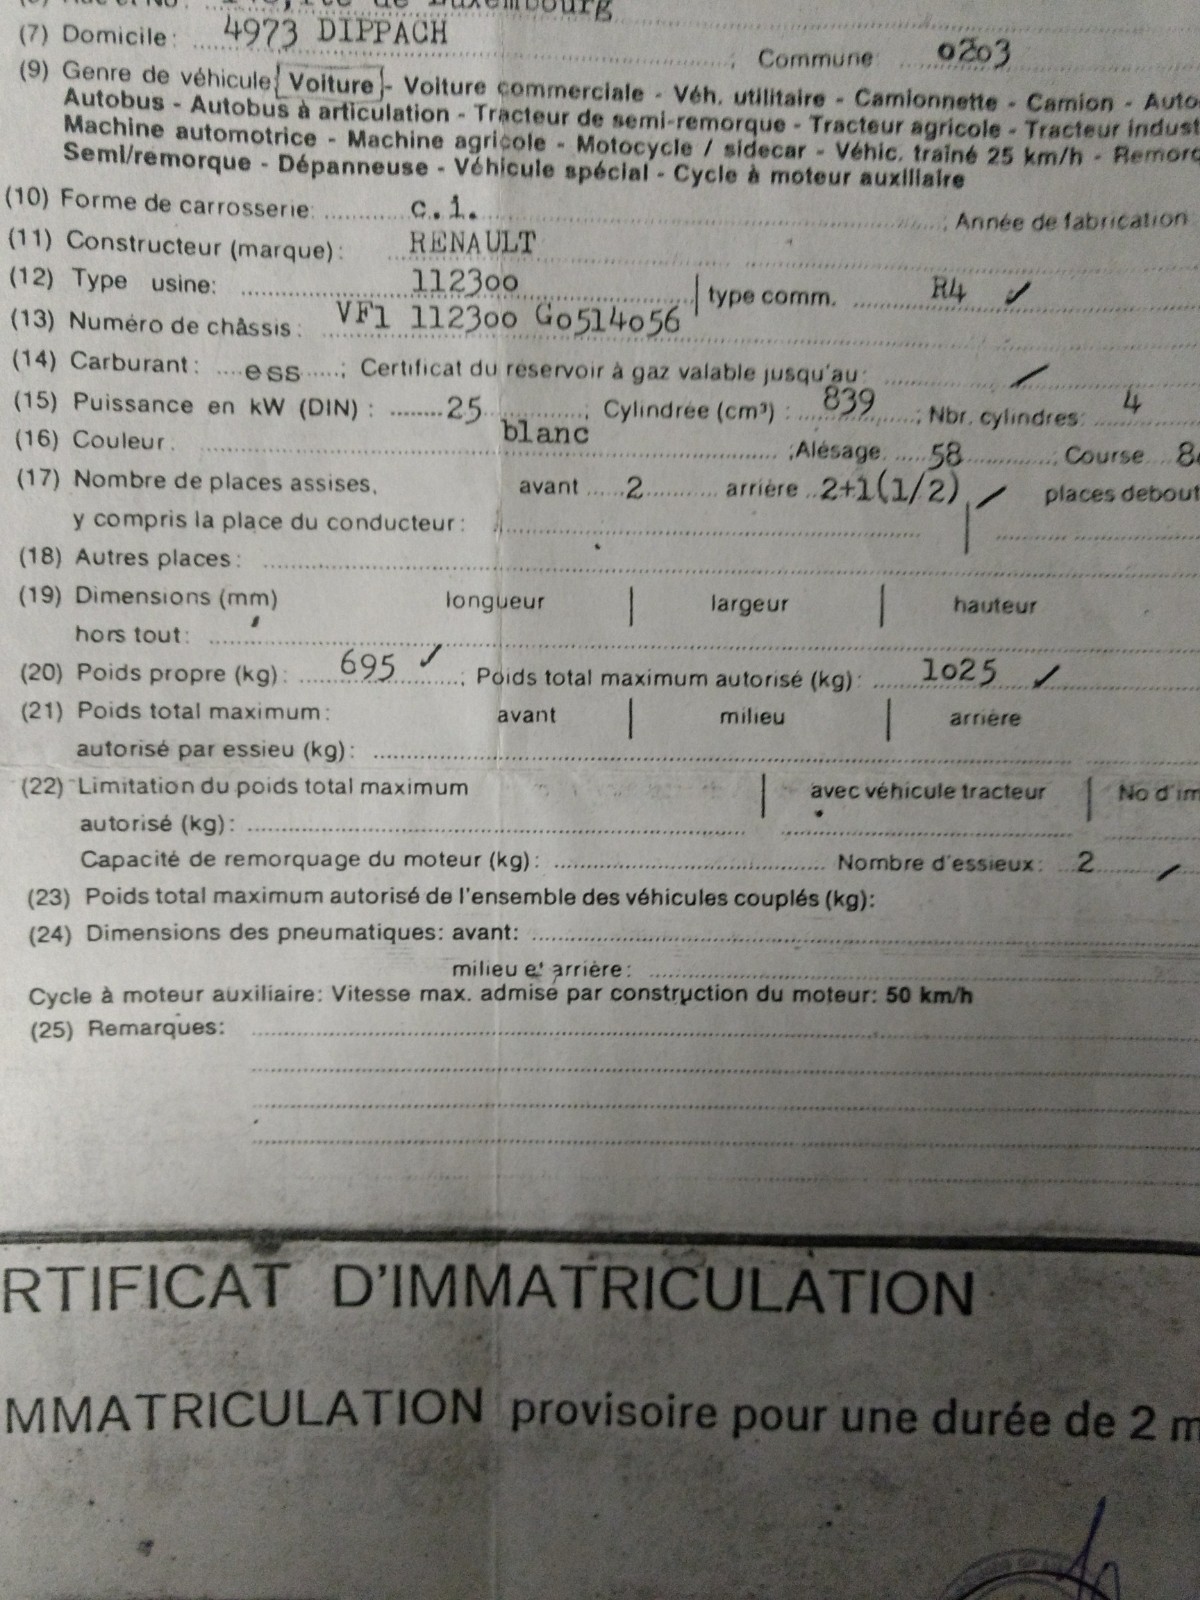 de Luxembourg
(7) Domicile: 4973 DIPPACH ; Commune 0203
(9) Genre de véhicule: Voiture - Voiture commerciale - Véh. utilitaire - Camionnette - Camion - Auto
Autobus - Autobus à articulation - Tracteur de semi-remorque - Tracteur agricole - Tracteur indust
Machine automotrice - Machine agricole - Motocycle / sidecar - Véhic. traîné 25 km/h - Remorq
Semi/remorque - Dépanneuse - Véhicule spécial - Cycle à moteur auxiliaire
(10) Forme de carrosserie: c.i. ; Année de fabrication
(11) Constructeur (marque): RENAULT
(12) Type usine: 112300 type comm. R4
(13) Numéro de châssis: VF1 112300 G0514056
(14) Carburant: ess ; Certificat du réservoir à gaz valable jusqu'au:
(15) Puissance en kW (DIN): 25 ; Cylindrée (cm³): 839 ; Nbr. cylindres: 4
(16) Couleur. blanc ;Alésage. 58 ; Course 8
(17) Nombre de places assises, avant 2 arrière 2+1(1/2) places debout
y compris la place du conducteur:
(18) Autres places:
(19) Dimensions (mm) longueur largeur hauteur
hors tout:
(20) Poids propre (kg): 695 ; Poids total maximum autorisé (kg): 1025
(21) Poids total maximum: avant milieu arrière
autorisé par essieu (kg):
(22) Limitation du poids total maximum avec véhicule tracteur No d'im
autorisé (kg):
Capacité de remorquage du moteur (kg): Nombre d'essieux: 2
(23) Poids total maximum autorisé de l'ensemble des véhicules couplés (kg):
(24) Dimensions des pneumatiques: avant:
milieu et arrière:
Cycle à moteur auxiliaire: Vitesse max. admise par construction du moteur: 50 km/h
(25) Remarques:
RTIFICAT D'IMMATRICULATION
MMATRICULATION provisoire pour une durée de 2 m